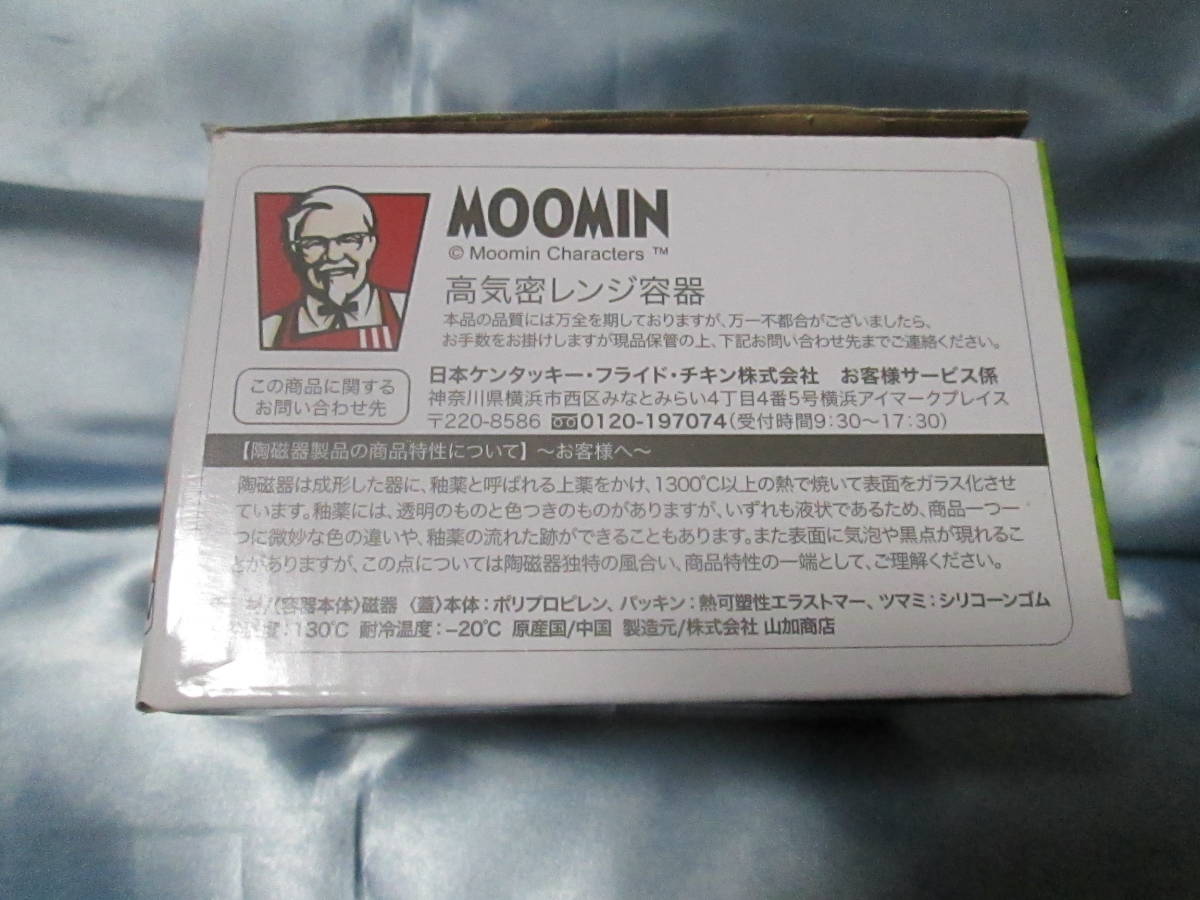 MOOMIN
© Moomin Characters ™
高気密レンジ容器
本品の品質には万全を期しておりますが、万一不都合がございましたら、
お手数をお掛けしますが現品保管の上、下記お問い合わせ先までご連絡ください。
この商品に関する
お問い合わせ先
日本ケンタッキー・フライド・チキン株式会社 お客様サービス係
神奈川県横浜市西区みなとみらい4丁目4番5号横浜アイマークプレイス
〒220-8586 0120-197074(受付時間9:30〜17:30)
【陶磁器製品の商品特性について】〜お客様へ〜
陶磁器は成形した器に、釉薬と呼ばれる上薬をかけ、1300℃以上の熱で焼いて表面をガラス化させ
ています。釉薬には、透明のものと色つきのものがありますが、いずれも液状であるため、商品一つ一
つに微妙な色の違いや、釉薬の流れた跡ができることもあります。また表面に気泡や黒点が現れるこ
とがありますが、この点については陶磁器独特の風合い、商品特性の一端として、ご理解ください。
材/〈容器本体〉磁器 〈蓋〉本体:ポリプロピレン、パッキン:熱可塑性エラストマー、ツマミ:シリコーンゴム
度:130℃ 耐冷温度:−20℃ 原産国/中国 製造元/株式会社 山加商店